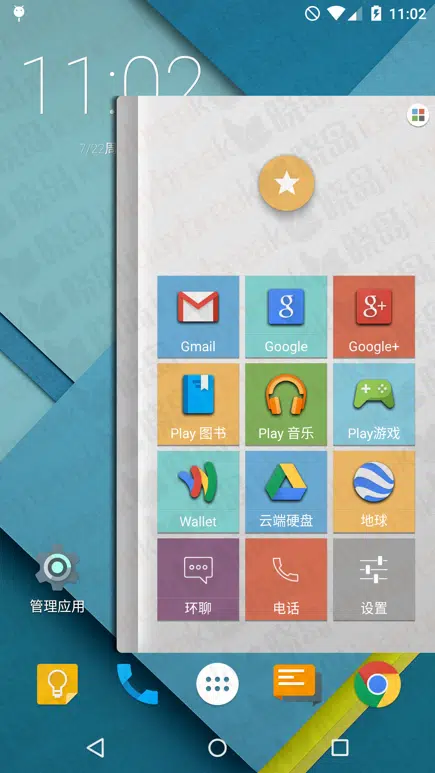 11:02
11:02
7/22周
Gmail
Google
Google+
Play 图书
Play 音乐
Play游戏
Wallet
云端硬盘
地球
环聊
电话
设置
管理应用